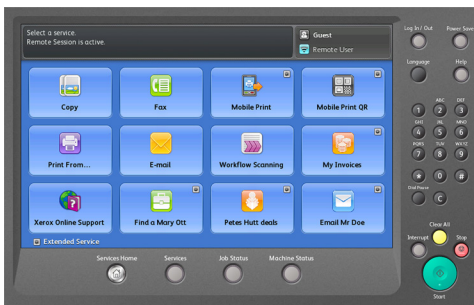 Select a service.
Remote Session is active.
Guest
Remote User
Copy
Fax
Mobile Print
Mobile Print QR
Print From...
E-mail
Workflow Scanning
My Invoices
Xerox Online Support
Find a Mary Ott
Petes Hutt deals
Email Mr Doe
Extended Service
Services Home
Services
Job Status
Machine Status
Log In / Out
Power Save
Language
Help
ABC
DEF
1
2
3
GHI
JKL
MNO
4
5
6
PQRS
TUV
WXYZ
7
8
9
*
0
#
Dial Pause
C
Clear All
Interrupt
Stop
Start